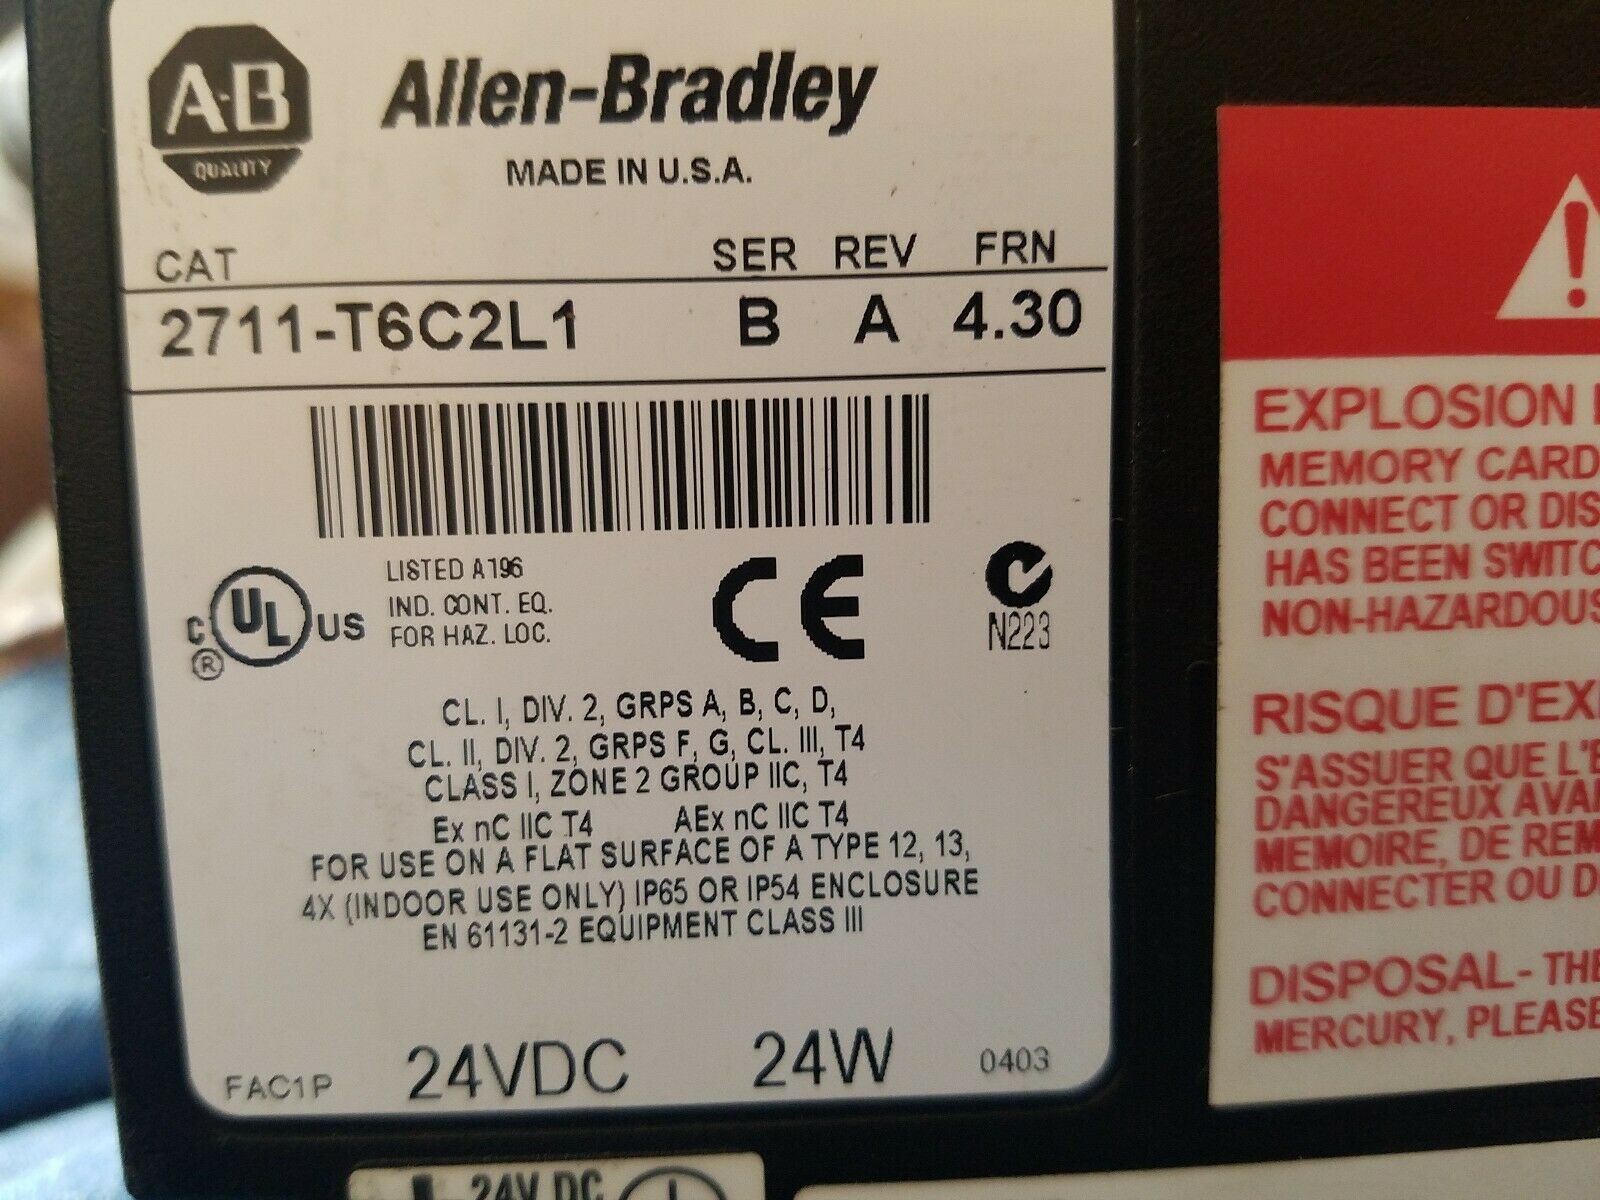 A-B
QUALITY
Allen-Bradley
MADE IN U.S.A.
CAT SER REV FRN
2711-T6C2L1 B A 4.30
C UL US
®
LISTED A196
IND. CONT. EQ.
FOR HAZ. LOC.
CE
N223
CL. I, DIV. 2, GRPS A, B, C, D,
CL. II, DIV. 2, GRPS F, G, CL. III, T4
CLASS I, ZONE 2 GROUP IIC, T4
Ex nC IIC T4 AEx nC IIC T4
FOR USE ON A FLAT SURFACE OF A TYPE 12, 13,
4X (INDOOR USE ONLY) IP65 OR IP54 ENCLOSURE
EN 61131-2 EQUIPMENT CLASS III
FAC1P 24VDC 24W 0403
24V DC
EXPLOSION
MEMORY CARD
CONNECT OR DIS
HAS BEEN SWITC
NON-HAZARDOUS
RISQUE D'EX
S'ASSURER QUE L'E
DANGEREUX AVA
MEMOIRE, DE REM
CONNECTER OU D
DISPOSAL- THE
MERCURY, PLEASE